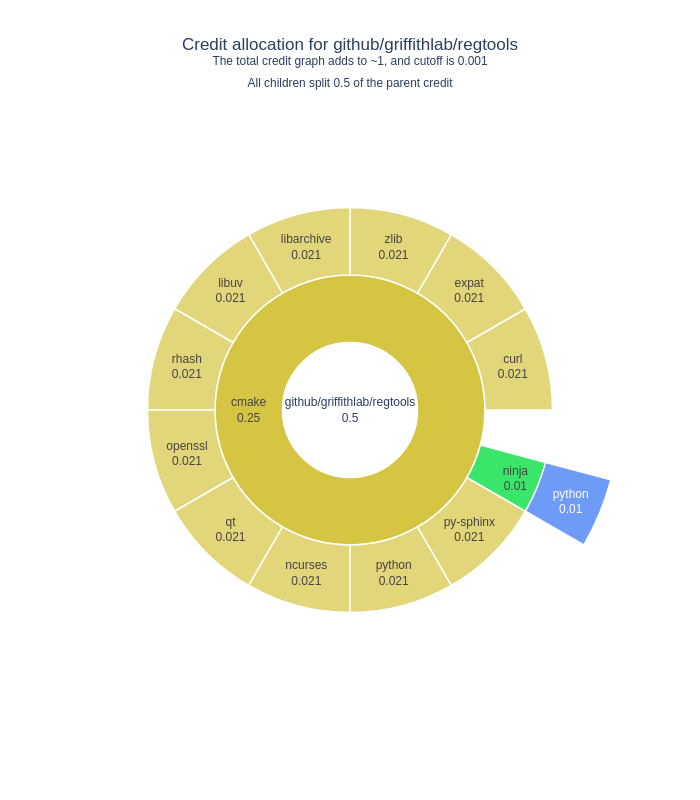 Credit allocation for github/griffithlab/regtools
The total credit graph adds to ~1, and cutoff is 0.001
All children split 0.5 of the parent credit
libarchive
0.021
zlib
0.021
libuv
0.021
expat
0.021
rhash
0.021
curl
0.021
cmake
0.25
github/griffithlab/regtools
0.5
openssl
0.021
ninja
0.01
python
0.01
qt
0.021
py-sphinx
0.021
ncurses
0.021
python
0.021